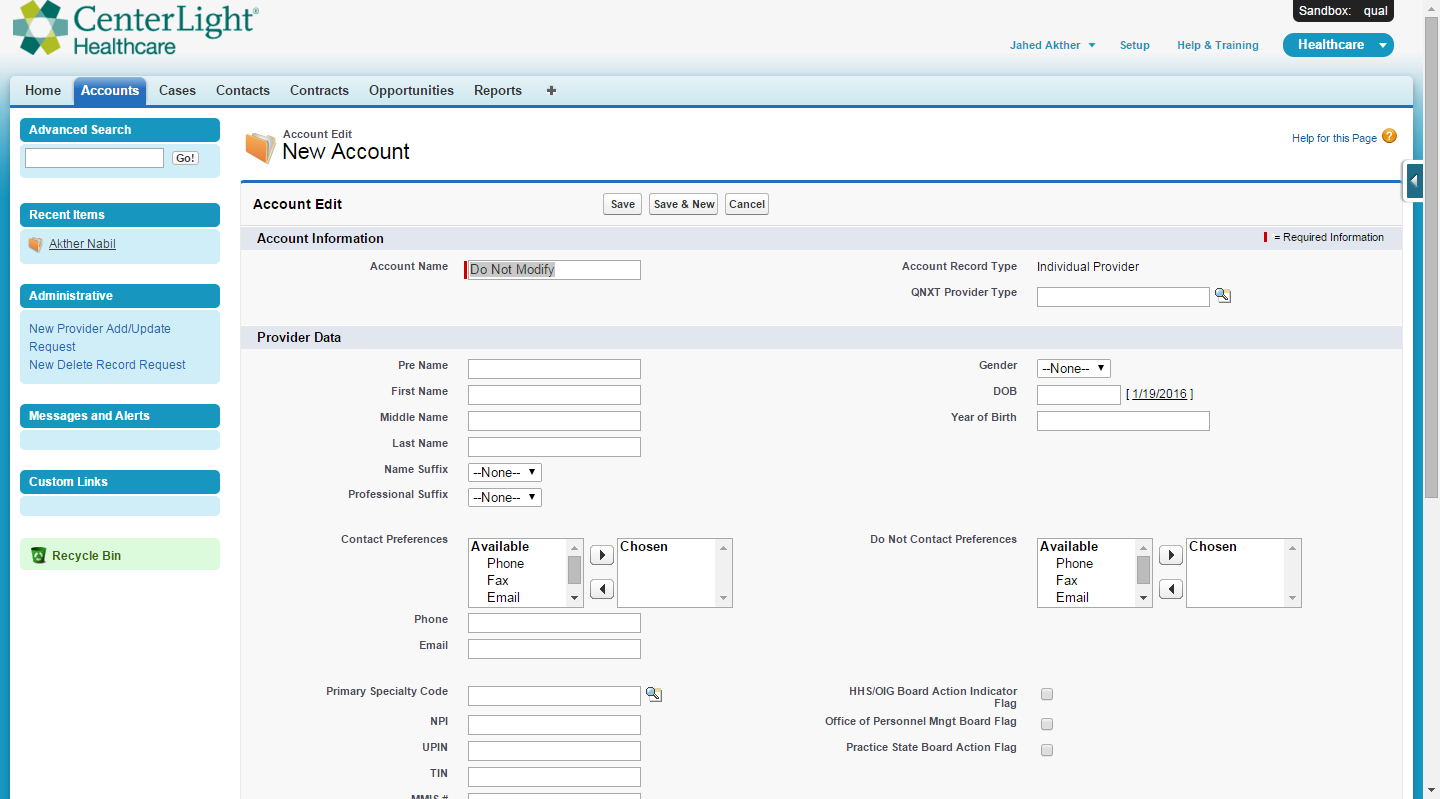 CenterLight®
Healthcare
Sandbox: qual
Jahed Akther Setup Help & Training Healthcare
Home Accounts Cases Contacts Contracts Opportunities Reports +
Advanced Search
Go!
Recent Items
Akther Nabil
Administrative
New Provider Add/Update
Request
New Delete Record Request
Messages and Alerts
Custom Links
Recycle Bin
Account Edit
New Account
Help for this Page ?
Account Edit Save Save & New Cancel
Account Information = Required Information
Account Name Do Not Modify Account Record Type Individual Provider
QNXT Provider Type
Provider Data
Pre Name Gender --None--
First Name DOB [ 1/19/2016 ]
Middle Name Year of Birth
Last Name
Name Suffix --None--
Professional Suffix --None--
Contact Preferences Available Chosen Do Not Contact Preferences Available Chosen
Phone Phone
Fax Fax
Email Email
Phone
Email
Primary Specialty Code HHS/OIG Board Action Indicator
Flag
NPI Office of Personnel Mngt Board Flag
UPIN Practice State Board Action Flag
TIN
MMIS #